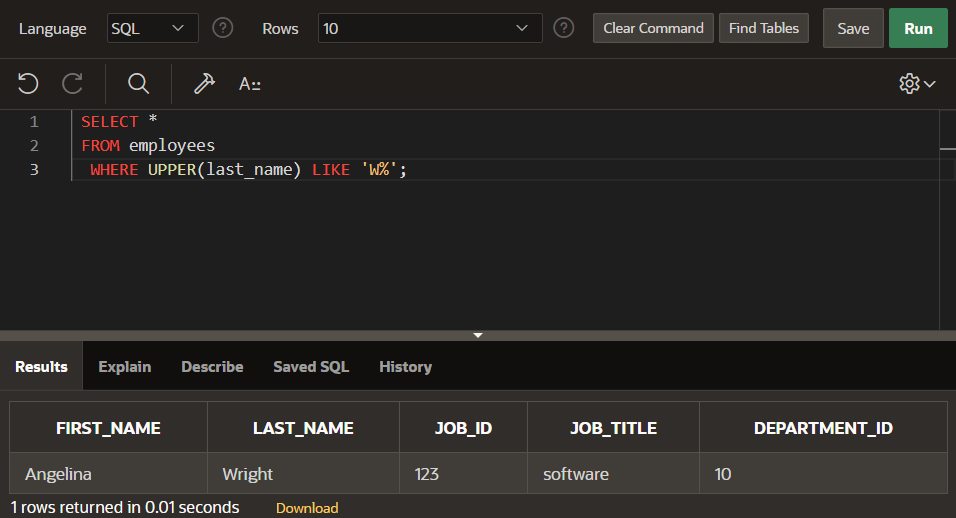 Language SQL Rows 10 Clear Command Find Tables Save Run
A::
1 SELECT *
2 FROM employees
3 WHERE UPPER(last_name) LIKE 'W%';
Results Explain Describe Saved SQL History
FIRST_NAME LAST_NAME JOB_ID JOB_TITLE DEPARTMENT_ID
Angelina Wright 123 software 10
1 rows returned in 0.01 seconds Download